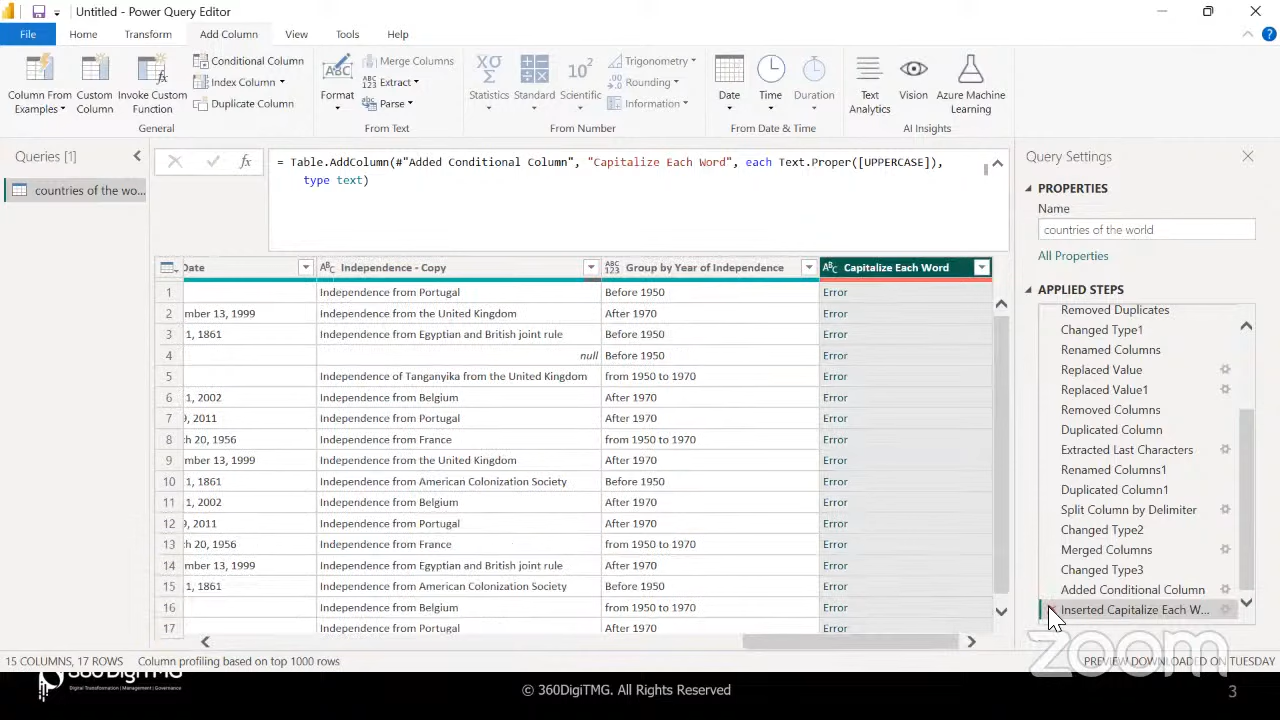 Untitled - Power Query Editor
File Home Transform Add Column View Tools Help
Column From Examples
Custom Column
Invoke Custom Function
Conditional Column
Index Column
Duplicate Column
General
Format
Merge Columns
Extract
Parse
From Text
Statistics
Standard
Scientific
Trigonometry
Rounding
Information
From Number
Date
Time
Duration
From Date & Time
Text Analytics
Vision
Azure Machine Learning
AI Insights
Queries [1]
countries of the wo...
= Table.AddColumn(#"Added Conditional Column", "Capitalize Each Word", each Text.Proper([UPPERCASE]),
type text)
Date Independence - Copy Group by Year of Independence Capitalize Each Word
1 Independence from Portugal Before 1950 Error
2 mber 13, 1999 Independence from the United Kingdom After 1970 Error
3 1, 1861 Independence from Egyptian and British joint rule Before 1950 Error
4 null Before 1950 Error
5 Independence of Tanganyika from the United Kingdom from 1950 to 1970 Error
6 1, 2002 Independence from Belgium After 1970 Error
7 9, 2011 Independence from Portugal After 1970 Error
8 h 20, 1956 Independence from France from 1950 to 1970 Error
9 mber 13, 1999 Independence from the United Kingdom After 1970 Error
10 1, 1861 Independence from American Colonization Society Before 1950 Error
11 1, 2002 Independence from Belgium After 1970 Error
12 9, 2011 Independence from Portugal After 1970 Error
13 h 20, 1956 Independence from France from 1950 to 1970 Error
14 mber 13, 1999 Independence from Egyptian and British joint rule After 1970 Error
15 1, 1861 Independence from American Colonization Society Before 1950 Error
16 Independence from Belgium from 1950 to 1970 Error
17 Independence from Portugal After 1970 Error
Query Settings
PROPERTIES
Name
countries of the world
All Properties
APPLIED STEPS
Removed Duplicates
Changed Type1
Renamed Columns
Replaced Value
Replaced Value1
Removed Columns
Duplicated Column
Extracted Last Characters
Renamed Columns1
Duplicated Column1
Split Column by Delimiter
Changed Type2
Merged Columns
Changed Type3
Added Conditional Column
Inserted Capitalize Each W...
zoom
15 COLUMNS, 17 ROWS Column profiling based on top 1000 rows PREVIEW DOWNLOADED ON TUESDAY
360DigiTMG
Digital Transformation | Management | Governance
© 360DigiTMG. All Rights Reserved
3